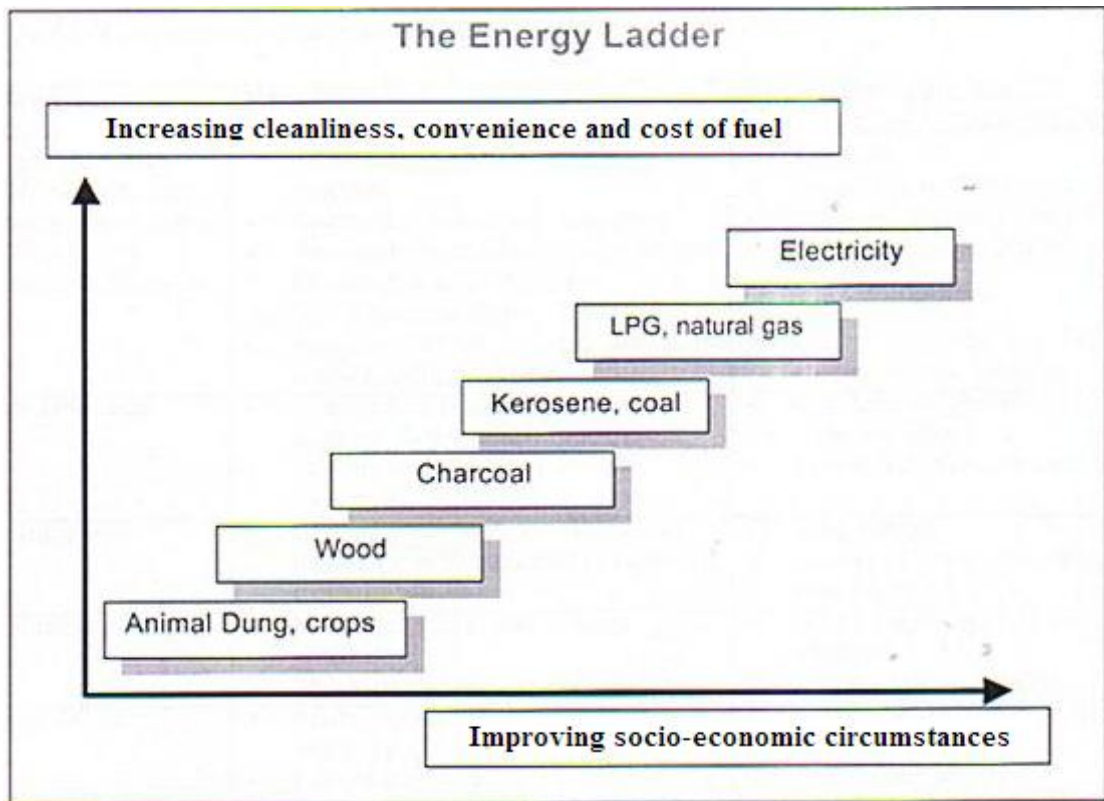 The Energy Ladder
Increasing cleanliness, convenience and cost of fuel
Electricity
LPG, natural gas
Kerosene, coal
Charcoal
Wood
Animal Dung, crops
Improving socio-economic circumstances